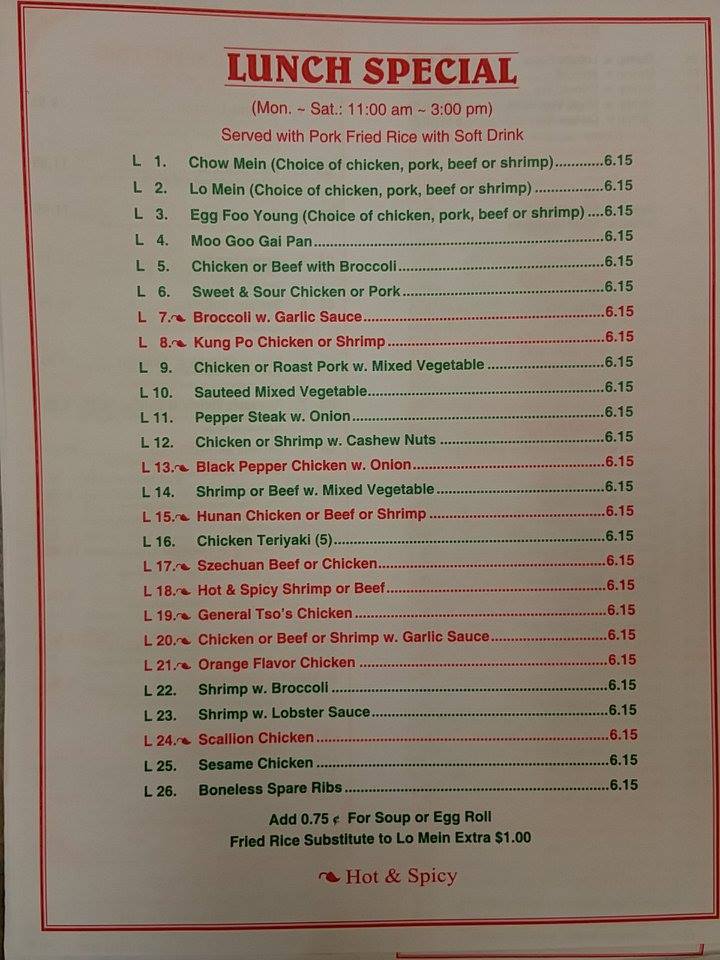 LUNCH SPECIAL
(Mon. ~ Sat.: 11:00 am ~ 3:00 pm)
Served with Pork Fried Rice with Soft Drink
L 1. Chow Mein (Choice of chicken, pork, beef or shrimp)............6.15
L 2. Lo Mein (Choice of chicken, pork, beef or shrimp) .................6.15
L 3. Egg Foo Young (Choice of chicken, pork, beef or shrimp) ....6.15
L 4. Moo Goo Gai Pan........................................................................6.15
L 5. Chicken or Beef with Broccoli...................................................6.15
L 6. Sweet & Sour Chicken or Pork..................................................6.15
L 7. Broccoli w. Garlic Sauce............................................................6.15
L 8. Kung Po Chicken or Shrimp......................................................6.15
L 9. Chicken or Roast Pork w. Mixed Vegetable .............................6.15
L 10. Sauteed Mixed Vegetable...........................................................6.15
L 11. Pepper Steak w. Onion...............................................................6.15
L 12. Chicken or Shrimp w. Cashew Nuts .........................................6.15
L 13. Black Pepper Chicken w. Onion................................................6.15
L 14. Shrimp or Beef w. Mixed Vegetable..........................................6.15
L 15. Hunan Chicken or Beef or Shrimp ............................................6.15
L 16. Chicken Teriyaki (5)....................................................................6.15
L 17. Szechuan Beef or Chicken.........................................................6.15
L 18. Hot & Spicy Shrimp or Beef.......................................................6.15
L 19. General Tso's Chicken ..............................................................6.15
L 20. Chicken or Beef or Shrimp w. Garlic Sauce.............................6.15
L 21. Orange Flavor Chicken ..............................................................6.15
L 22. Shrimp w. Broccoli .....................................................................6.15
L 23. Shrimp w. Lobster Sauce...........................................................6.15
L 24. Scallion Chicken .........................................................................6.15
L 25. Sesame Chicken .........................................................................6.15
L 26. Boneless Spare Ribs..................................................................6.15
Add 0.75 ¢ For Soup or Egg Roll
Fried Rice Substitute to Lo Mein Extra $1.00
Hot & Spicy